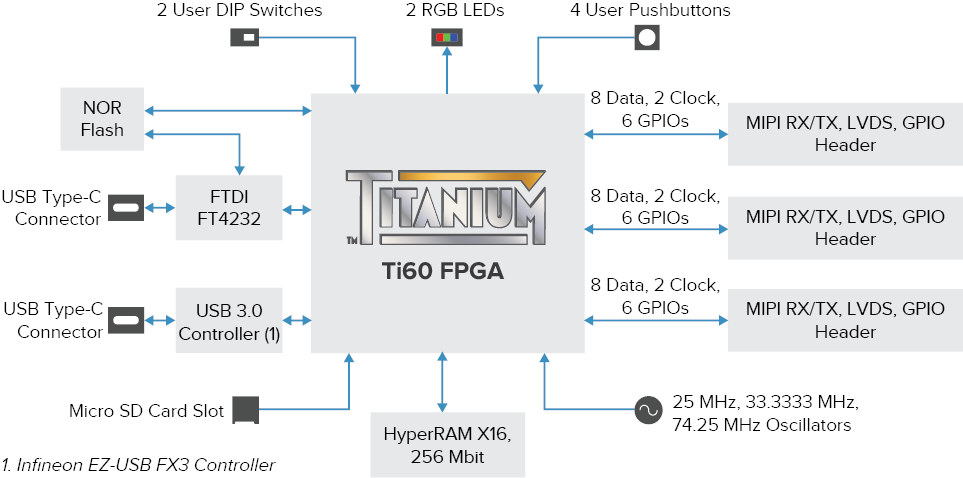 2 User DIP Switches
2 RGB LEDs
4 User Pushbuttons
NOR
Flash
8 Data, 2 Clock,
6 GPIOs
MIPI RX/TX, LVDS, GPIO
Header
USB Type-C
Connector
FTDI
FT4232
TITANIUM
TM
Ti60 FPGA
8 Data, 2 Clock,
6 GPIOs
MIPI RX/TX, LVDS, GPIO
Header
USB Type-C
Connector
USB 3.0
Controller (1)
8 Data, 2 Clock,
6 GPIOs
MIPI RX/TX, LVDS, GPIO
Header
Micro SD Card Slot
HyperRAM X16,
256 Mbit
25 MHz, 33.3333 MHz,
74.25 MHz Oscillators
1. Infineon EZ-USB FX3 Controller